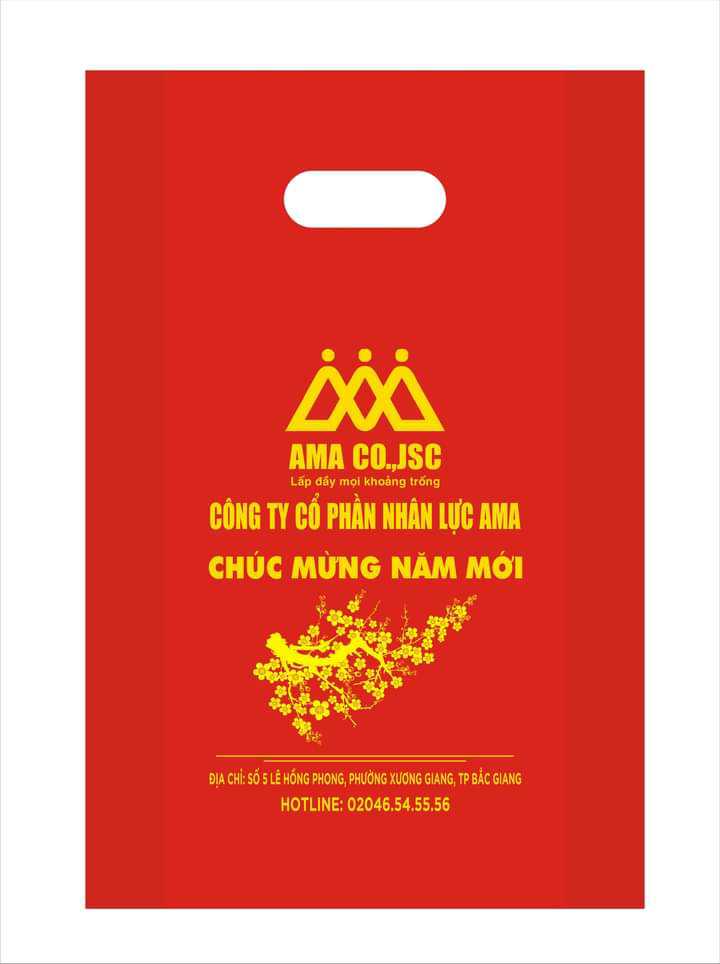 AMA CO.,JSC
Lấp đầy mọi khoảng trống
CÔNG TY CỔ PHẦN NHÂN LỰC AMA
CHÚC MỪNG NĂM MỚI
ĐỊA CHỈ: SỐ 5 LÊ HỒNG PHONG, PHƯỜNG XƯƠNG GIANG, TP BẮC GIANG
HOTLINE: 02046.54.55.56